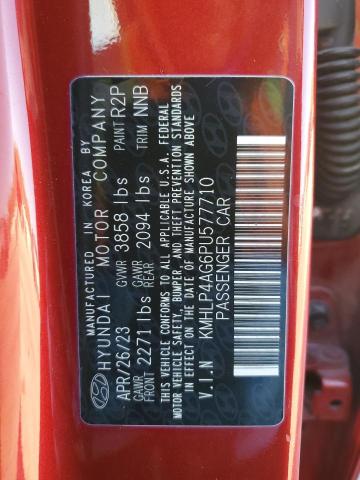 MANUFACTURED IN KOREA BY
HYUNDAI MOTOR COMPANY
APR/26/23 GVWR 3858 lbs PAINT R2P
GAWR FRONT 2271 lbs GAWR REAR 2094 lbs TRIM NNB
THIS VEHICLE CONFORMS TO ALL APPLICABLE U.S.A. FEDERAL
MOTOR VEHICLE SAFETY, BUMPER, AND THEFT PREVENTION STANDARDS
IN EFFECT ON THE DATE OF MANUFACTURE SHOWN ABOVE.
V.I.N KMHLP4AG6PU577710
PASSENGER CAR